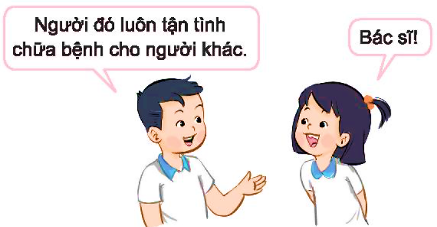 Người đó luôn tận tình
chữa bệnh cho người khác.
Bác sĩ!